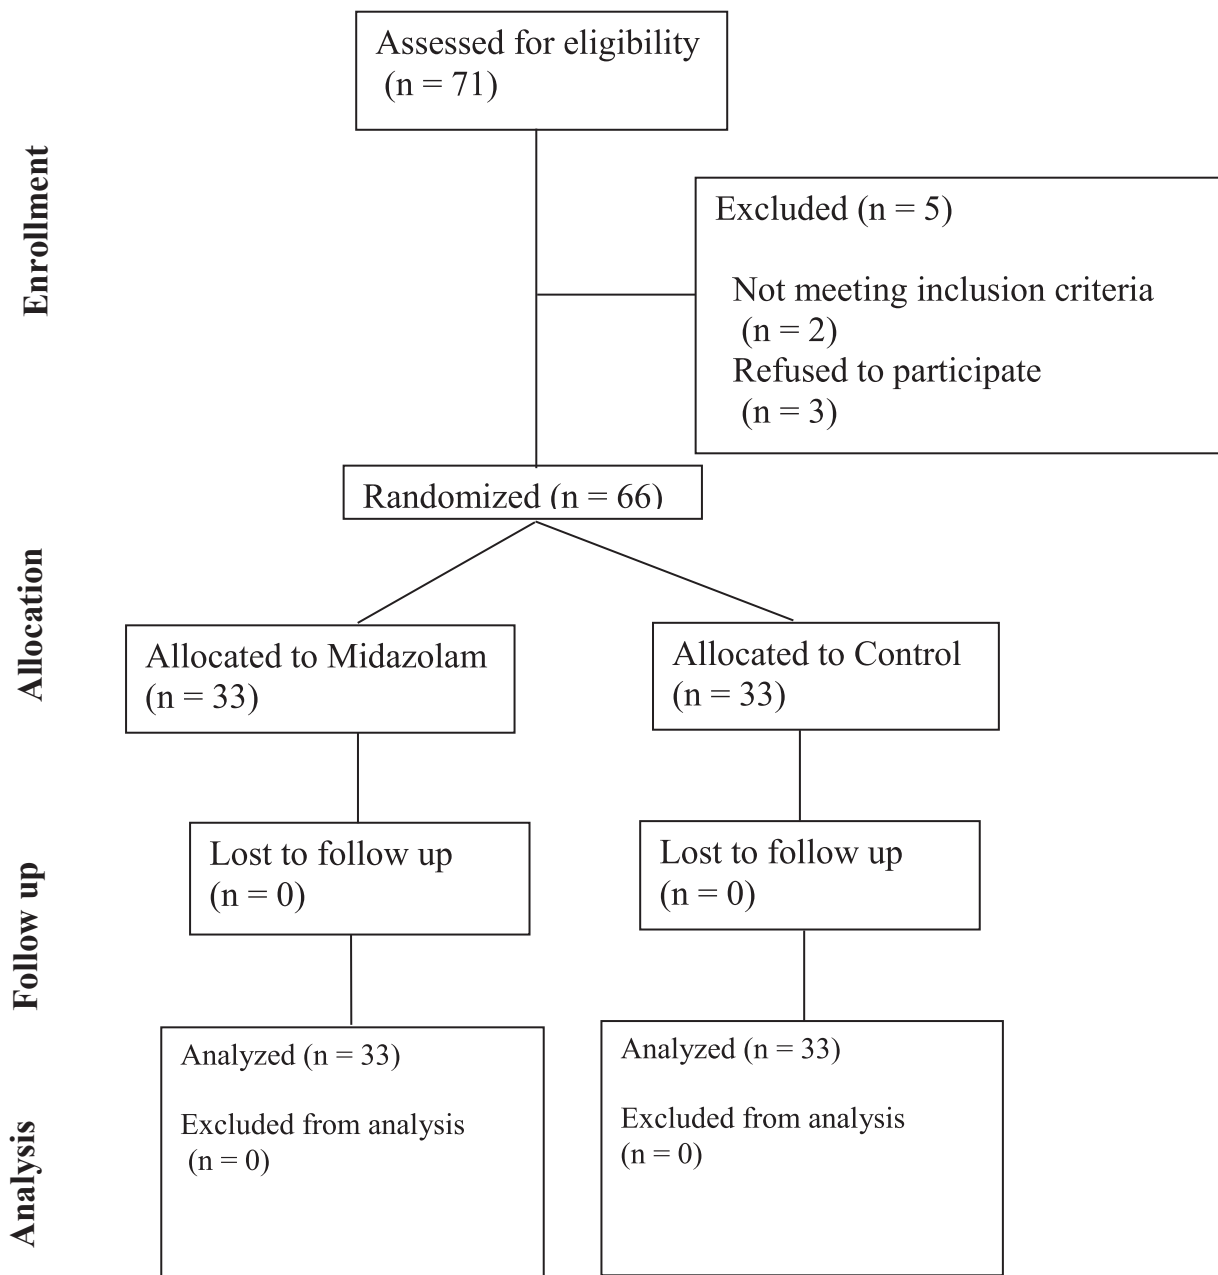 Assessed for eligibility
(n = 71)
Enrollment
Excluded (n = 5)
Not meeting inclusion criteria
(n = 2)
Refused to participate
(n = 3)
Randomized (n = 66)
Allocation
Allocated to Midazolam
(n = 33)
Allocated to Control
(n = 33)
Follow up
Lost to follow up
(n = 0)
Lost to follow up
(n = 0)
Analysis
Analyzed (n = 33)
Excluded from analysis
(n = 0)
Analyzed (n = 33)
Excluded from analysis
(n = 0)